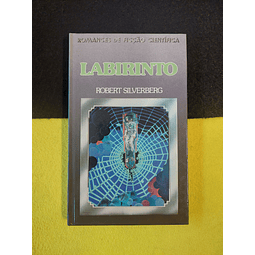 ROMANCES DE FICÇÃO CIENTÍFICA
LABIRINTO
ROBERT SILVERBERG